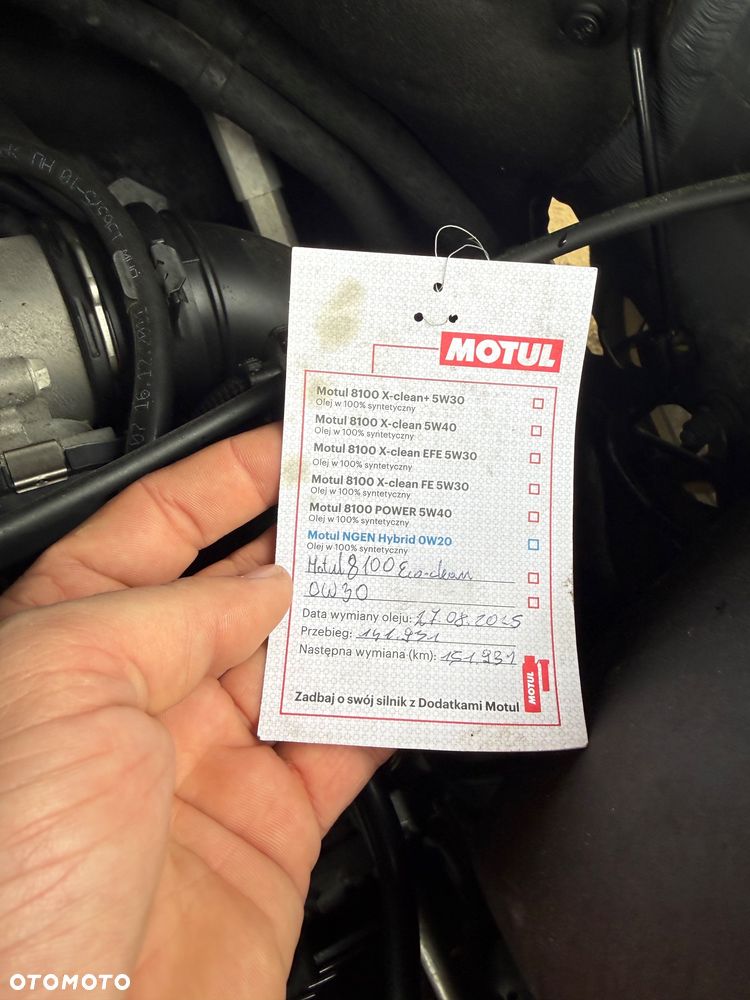 MOTUL
Motul 8100 X-clean+ 5W30
Olej w 100% syntetyczny
Motul 8100 X-clean 5W40
Olej w 100% syntetyczny
Motul 8100 X-clean EFE 5W30
Olej w 100% syntetyczny
Motul 8100 X-clean FE 5W30
Olej w 100% syntetyczny
Motul 8100 POWER 5W40
Olej w 100% syntetyczny
Motul NGEN Hybrid 0W20
Olej w 100% syntetyczny
Motul 8100 Eco-clean
0W30
Data wymiany oleju: 27.08.2025
Przebieg: 141.931
Następna wymiana (km): 151.931
MOTUL
Zadbaj o swój silnik z Dodatkami Motul
OTOMOTO